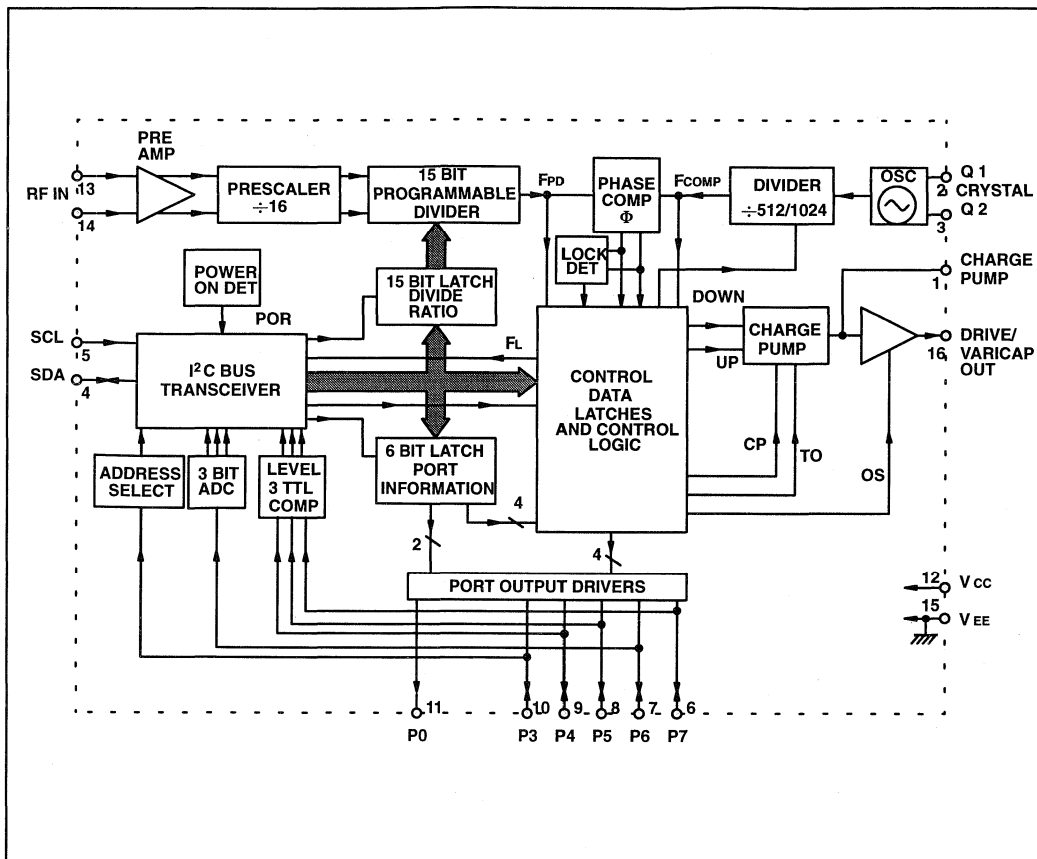 PRE
AMP
RF IN
13
14
PRESCALER
÷16
15 BIT
PROGRAMMABLE
DIVIDER
FPD
PHASE
COMP
Φ
FCOMP
DIVIDER
÷512/1024
OSC
Q 1
2
CRYSTAL
Q 2
3
LOCK
DET
CHARGE
PUMP
1
POWER
ON DET
POR
15 BIT LATCH
DIVIDE
RATIO
SCL
5
SDA
4
I²C BUS
TRANSCEIVER
FL
CONTROL
DATA
LATCHES
AND CONTROL
LOGIC
DOWN
UP
CHARGE
PUMP
DRIVE/
16 VARICAP
OUT
CP
TO
OS
ADDRESS
SELECT
3 BIT
ADC
LEVEL
3 TTL
COMP
6 BIT LATCH
PORT
INFORMATION
4
2
4
PORT OUTPUT DRIVERS
12 VCC
15
VEE
11 10 9 8 7 6
P0 P3 P4 P5 P6 P7